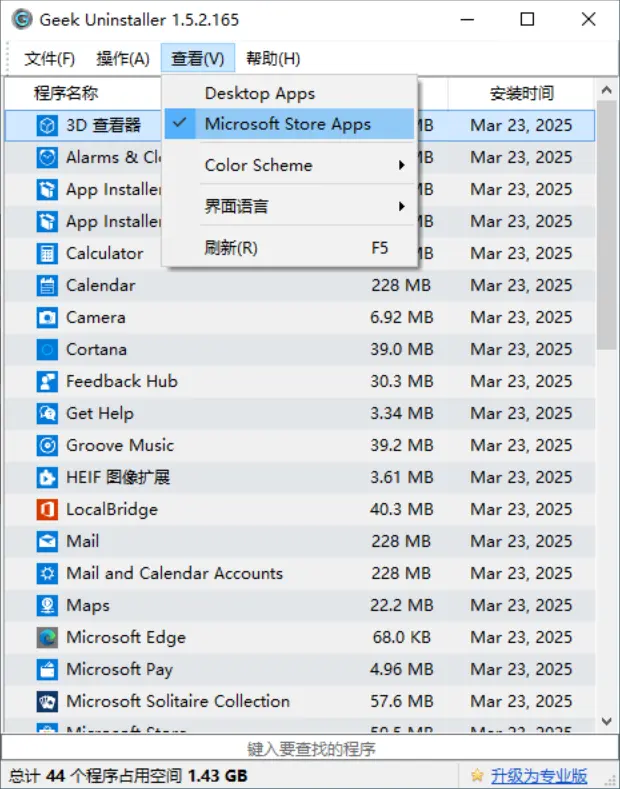 Geek Uninstaller 1.5.2.165
文件(F) 操作(A) 查看(V) 帮助(H)
程序名称 安装时间
Desktop Apps
Microsoft Store Apps
Color Scheme
界面语言
刷新(R) F5
3D 查看器 MB Mar 23, 2025
Alarms & Cl MB Mar 23, 2025
App Installer MB Mar 23, 2025
App Installer MB Mar 23, 2025
Calculator MB Mar 23, 2025
Calendar 228 MB Mar 23, 2025
Camera 6.92 MB Mar 23, 2025
Cortana 39.0 MB Mar 23, 2025
Feedback Hub 30.3 MB Mar 23, 2025
Get Help 3.34 MB Mar 23, 2025
Groove Music 39.2 MB Mar 23, 2025
HEIF 图像扩展 3.61 MB Mar 23, 2025
LocalBridge 40.3 MB Mar 23, 2025
Mail 228 MB Mar 23, 2025
Mail and Calendar Accounts 228 MB Mar 23, 2025
Maps 22.2 MB Mar 23, 2025
Microsoft Edge 68.0 KB Mar 23, 2025
Microsoft Pay 4.96 MB Mar 23, 2025
Microsoft Solitaire Collection 57.6 MB Mar 23, 2025
Microsoft Store MB Mar 23, 2025
键入要查找的程序
总计 44 个程序占用空间 1.43 GB
升级为专业版